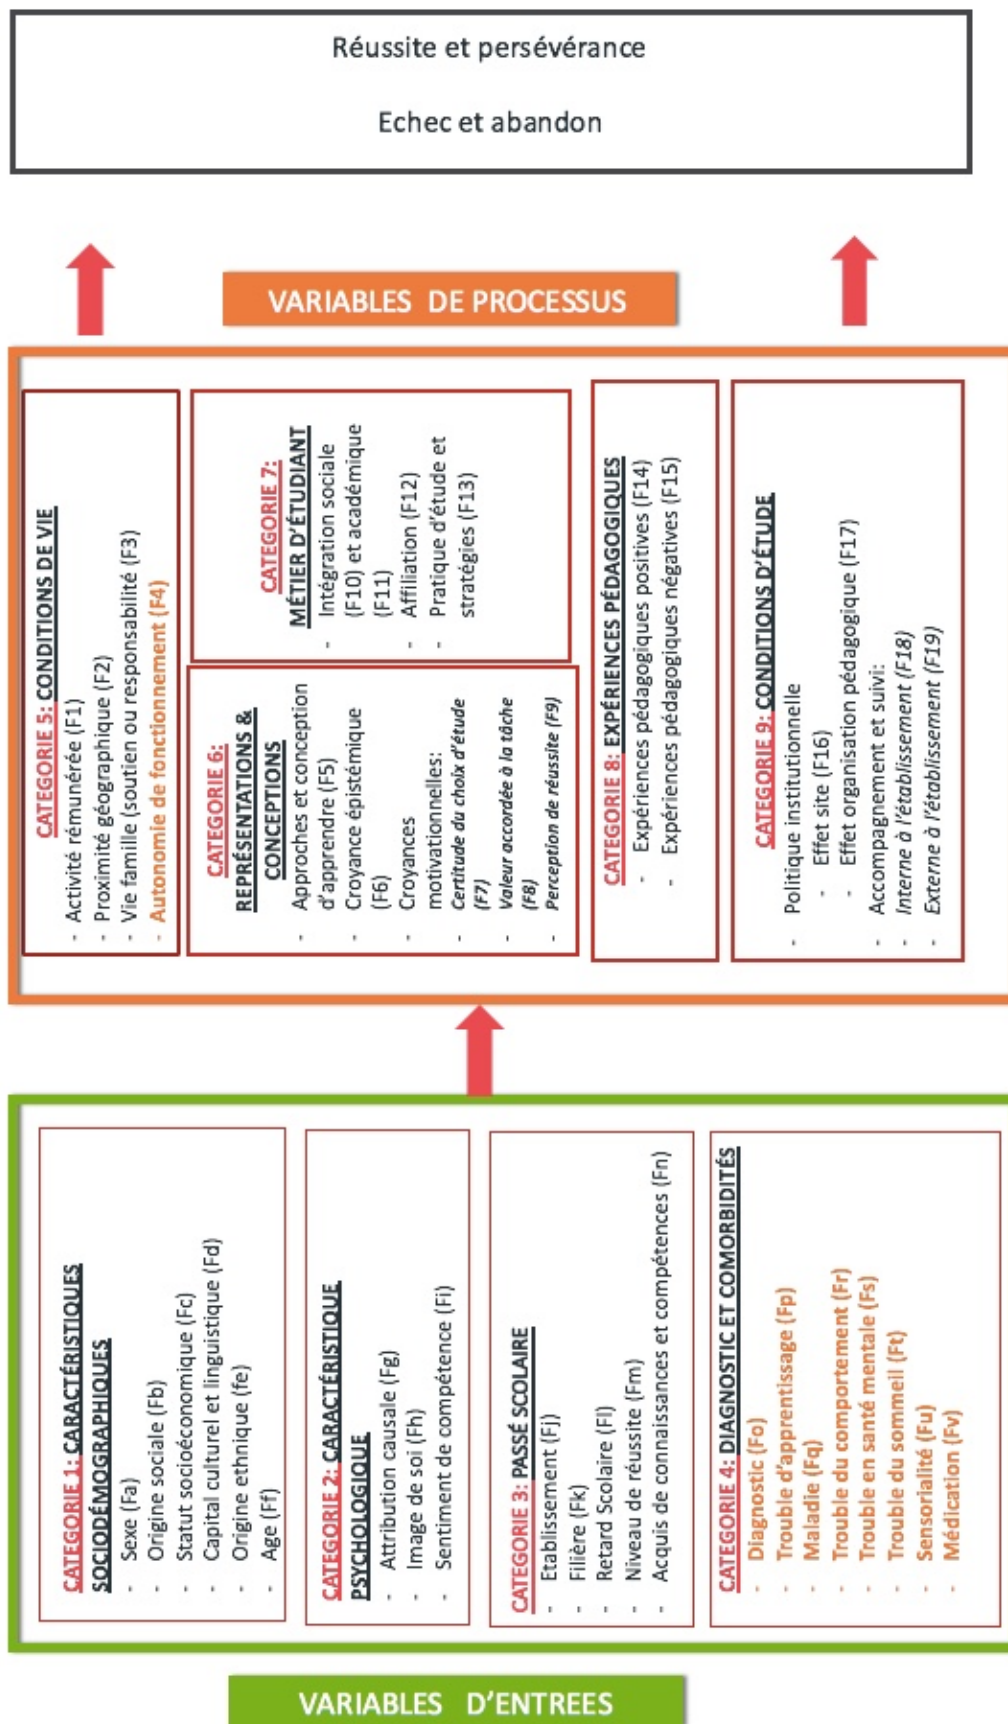 Réussite et persévérance
Echec et abandon
VARIABLES DE PROCESSUS
CATEGORIE 5: CONDITIONS DE VIE
- Activité rémunérée (F1)
- Proximité géographique (F2)
- Vie famille (soutien ou responsabilité (F3)
- Autonomie de fonctionnement (F4)
CATEGORIE 6:
REPRÉSENTATIONS &
CONCEPTIONS
- Approches et conception
d'apprendre (F5)
- Croyance épistémique
(F6)
- Croyances
motivationnelles:
- Certitude du choix d'étude
(F7)
- Valeur accordée à la tâche
(F8)
- Perception de réussite (F9)
CATEGORIE 7:
MÉTIER D'ÉTUDIANT
- Intégration sociale
(F10) et académique
(F11)
- Affiliation (F12)
- Pratique d'étude et
stratégies (F13)
CATEGORIE 8: EXPÉRIENCES PÉDAGOGIQUES
- Expériences pédagogiques positives (F14)
- Expériences pédagogiques négatives (F15)
CATEGORIE 9: CONDITIONS D'ÉTUDE
- Politique institutionnelle
- Effet site (F16)
- Effet organisation pédagogique (F17)
- Accompagnement et suivi:
- Interne à l'établissement (F18)
- Externe à l'établissement (F19)
CATEGORIE 1: CARACTÉRISTIQUES
SOCIODÉMOGRAPHIQUES
- Sexe (Fa)
- Origine sociale (Fb)
- Statut socioéconomique (Fc)
- Capital culturel et linguistique (Fd)
- Origine ethnique (fe)
- Age (Ff)
CATEGORIE 2: CARACTÉRISTIQUE
PSYCHOLOGIQUE
- Attribution causale (Fg)
- Image de soi (Fh)
- Sentiment de compétence (Fi)
CATEGORIE 3: PASSÉ SCOLAIRE
- Etablissement (Fj)
- Filière (Fk)
- Retard Scolaire (Fl)
- Niveau de réussite (Fm)
- Acquis de connaissances et compétences (Fn)
CATEGORIE 4: DIAGNOSTIC ET COMORBIDITÉS
- Diagnostic (Fo)
- Trouble d'apprentissage (Fp)
- Maladie (Fq)
- Trouble du comportement (Fr)
- Trouble en santé mentale (Fs)
- Trouble du sommeil (Ft)
- Sensorialité (Fu)
- Médication (Fv)
VARIABLES D'ENTREES